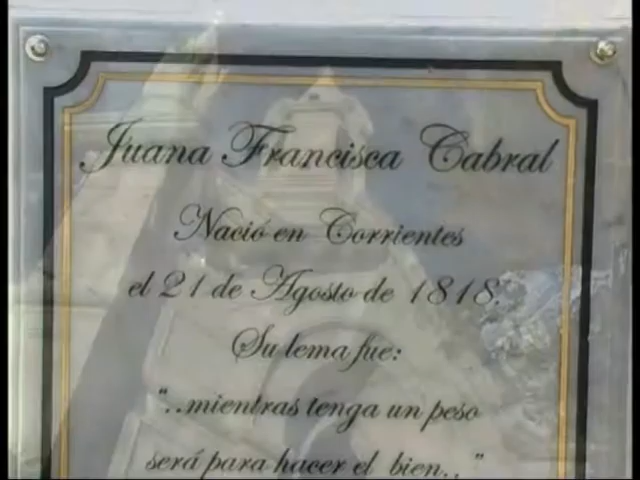 Juana Francisca Cabral
Nació en Corrientes
el 21 de Agosto de 1818.
Su lema fue:
"..mientras tenga un peso
será para hacer el bien.."